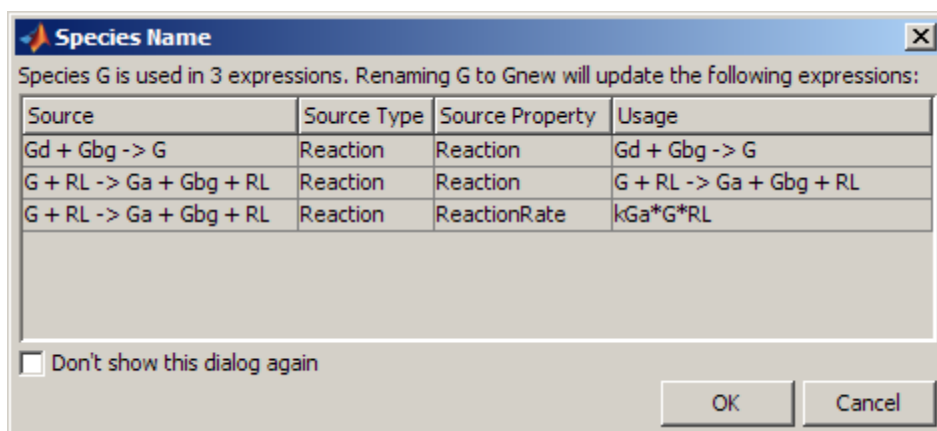 Species Name
Species G is used in 3 expressions. Renaming G to Gnew will update the following expressions:
Source Source Type Source Property Usage
Gd + Gbg -> G Reaction Reaction Gd + Gbg -> G
G + RL -> Ga + Gbg + RL Reaction Reaction G + RL -> Ga + Gbg + RL
G + RL -> Ga + Gbg + RL Reaction ReactionRate kGa*G*RL
Don't show this dialog again
OK Cancel